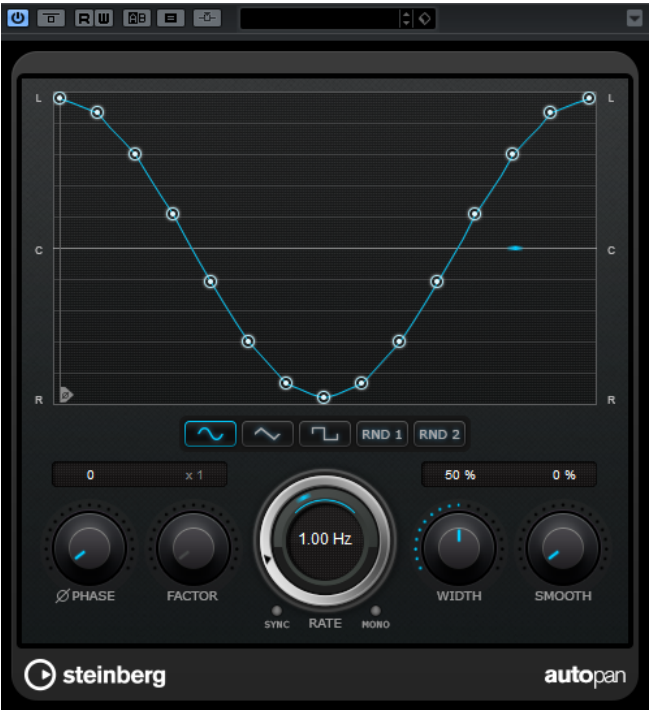 R W AB
L L
C C
R R
RND 1 RND 2
0 x 1 50 % 0 %
1.00 Hz
Ø PHASE FACTOR WIDTH SMOOTH
SYNC RATE MONO
steinberg autopan